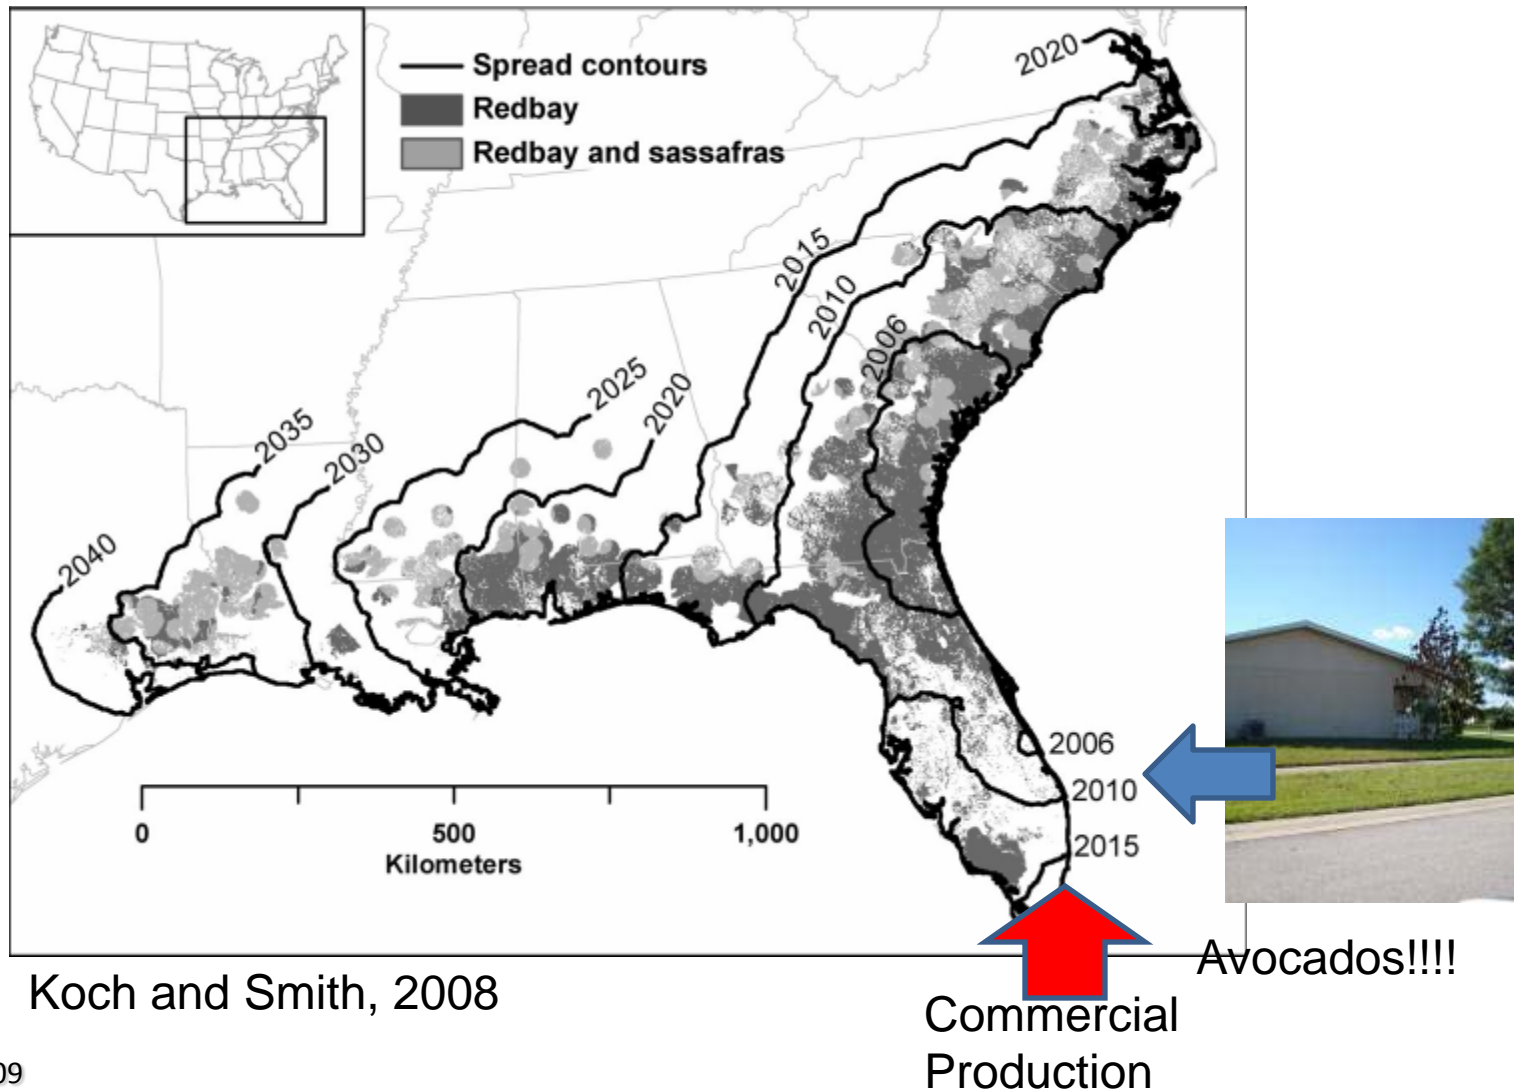 2020
Spread contours
Redbay
Redbay and sassafras
2015
2010
2006
2025
2020
2035
2030
2040
2006
2010
2015
0 500 1,000
Kilometers
Avocados!!!!
Koch and Smith, 2008
Commercial
Production
09